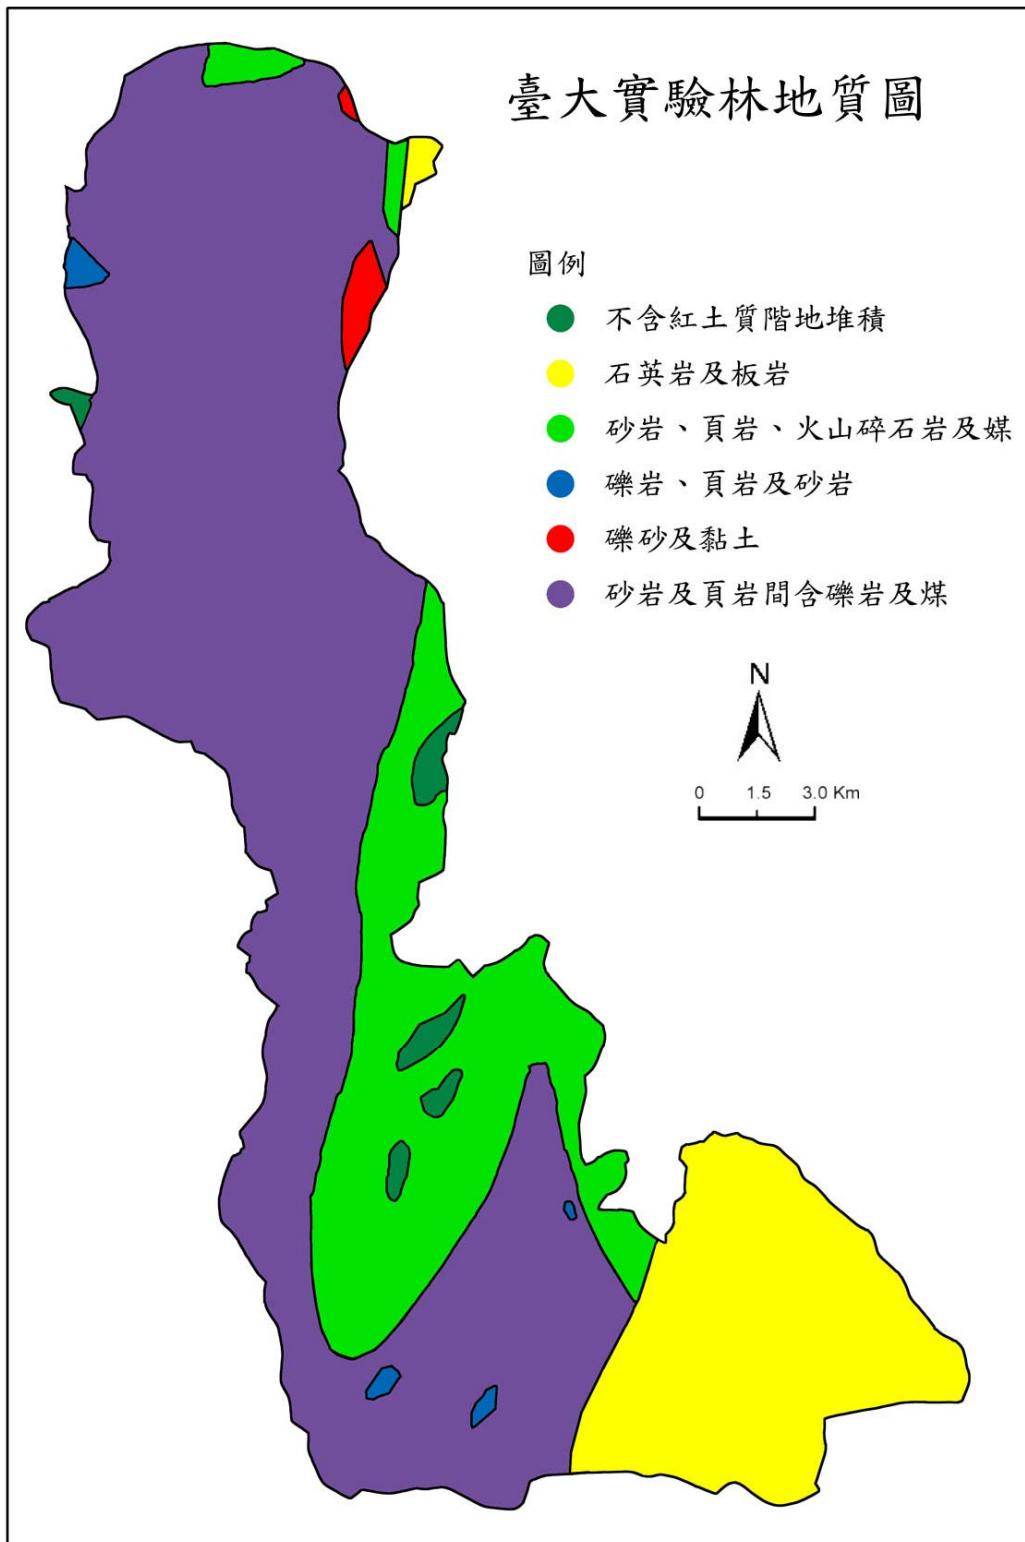 臺大實驗林地質圖
圖例
不含紅土質階地堆積
石英岩及板岩
砂岩、頁岩、火山碎石岩及媒
礫岩、頁岩及砂岩
礫砂及黏土
砂岩及頁岩間含礫岩及煤
N
0 1.5 3.0 Km